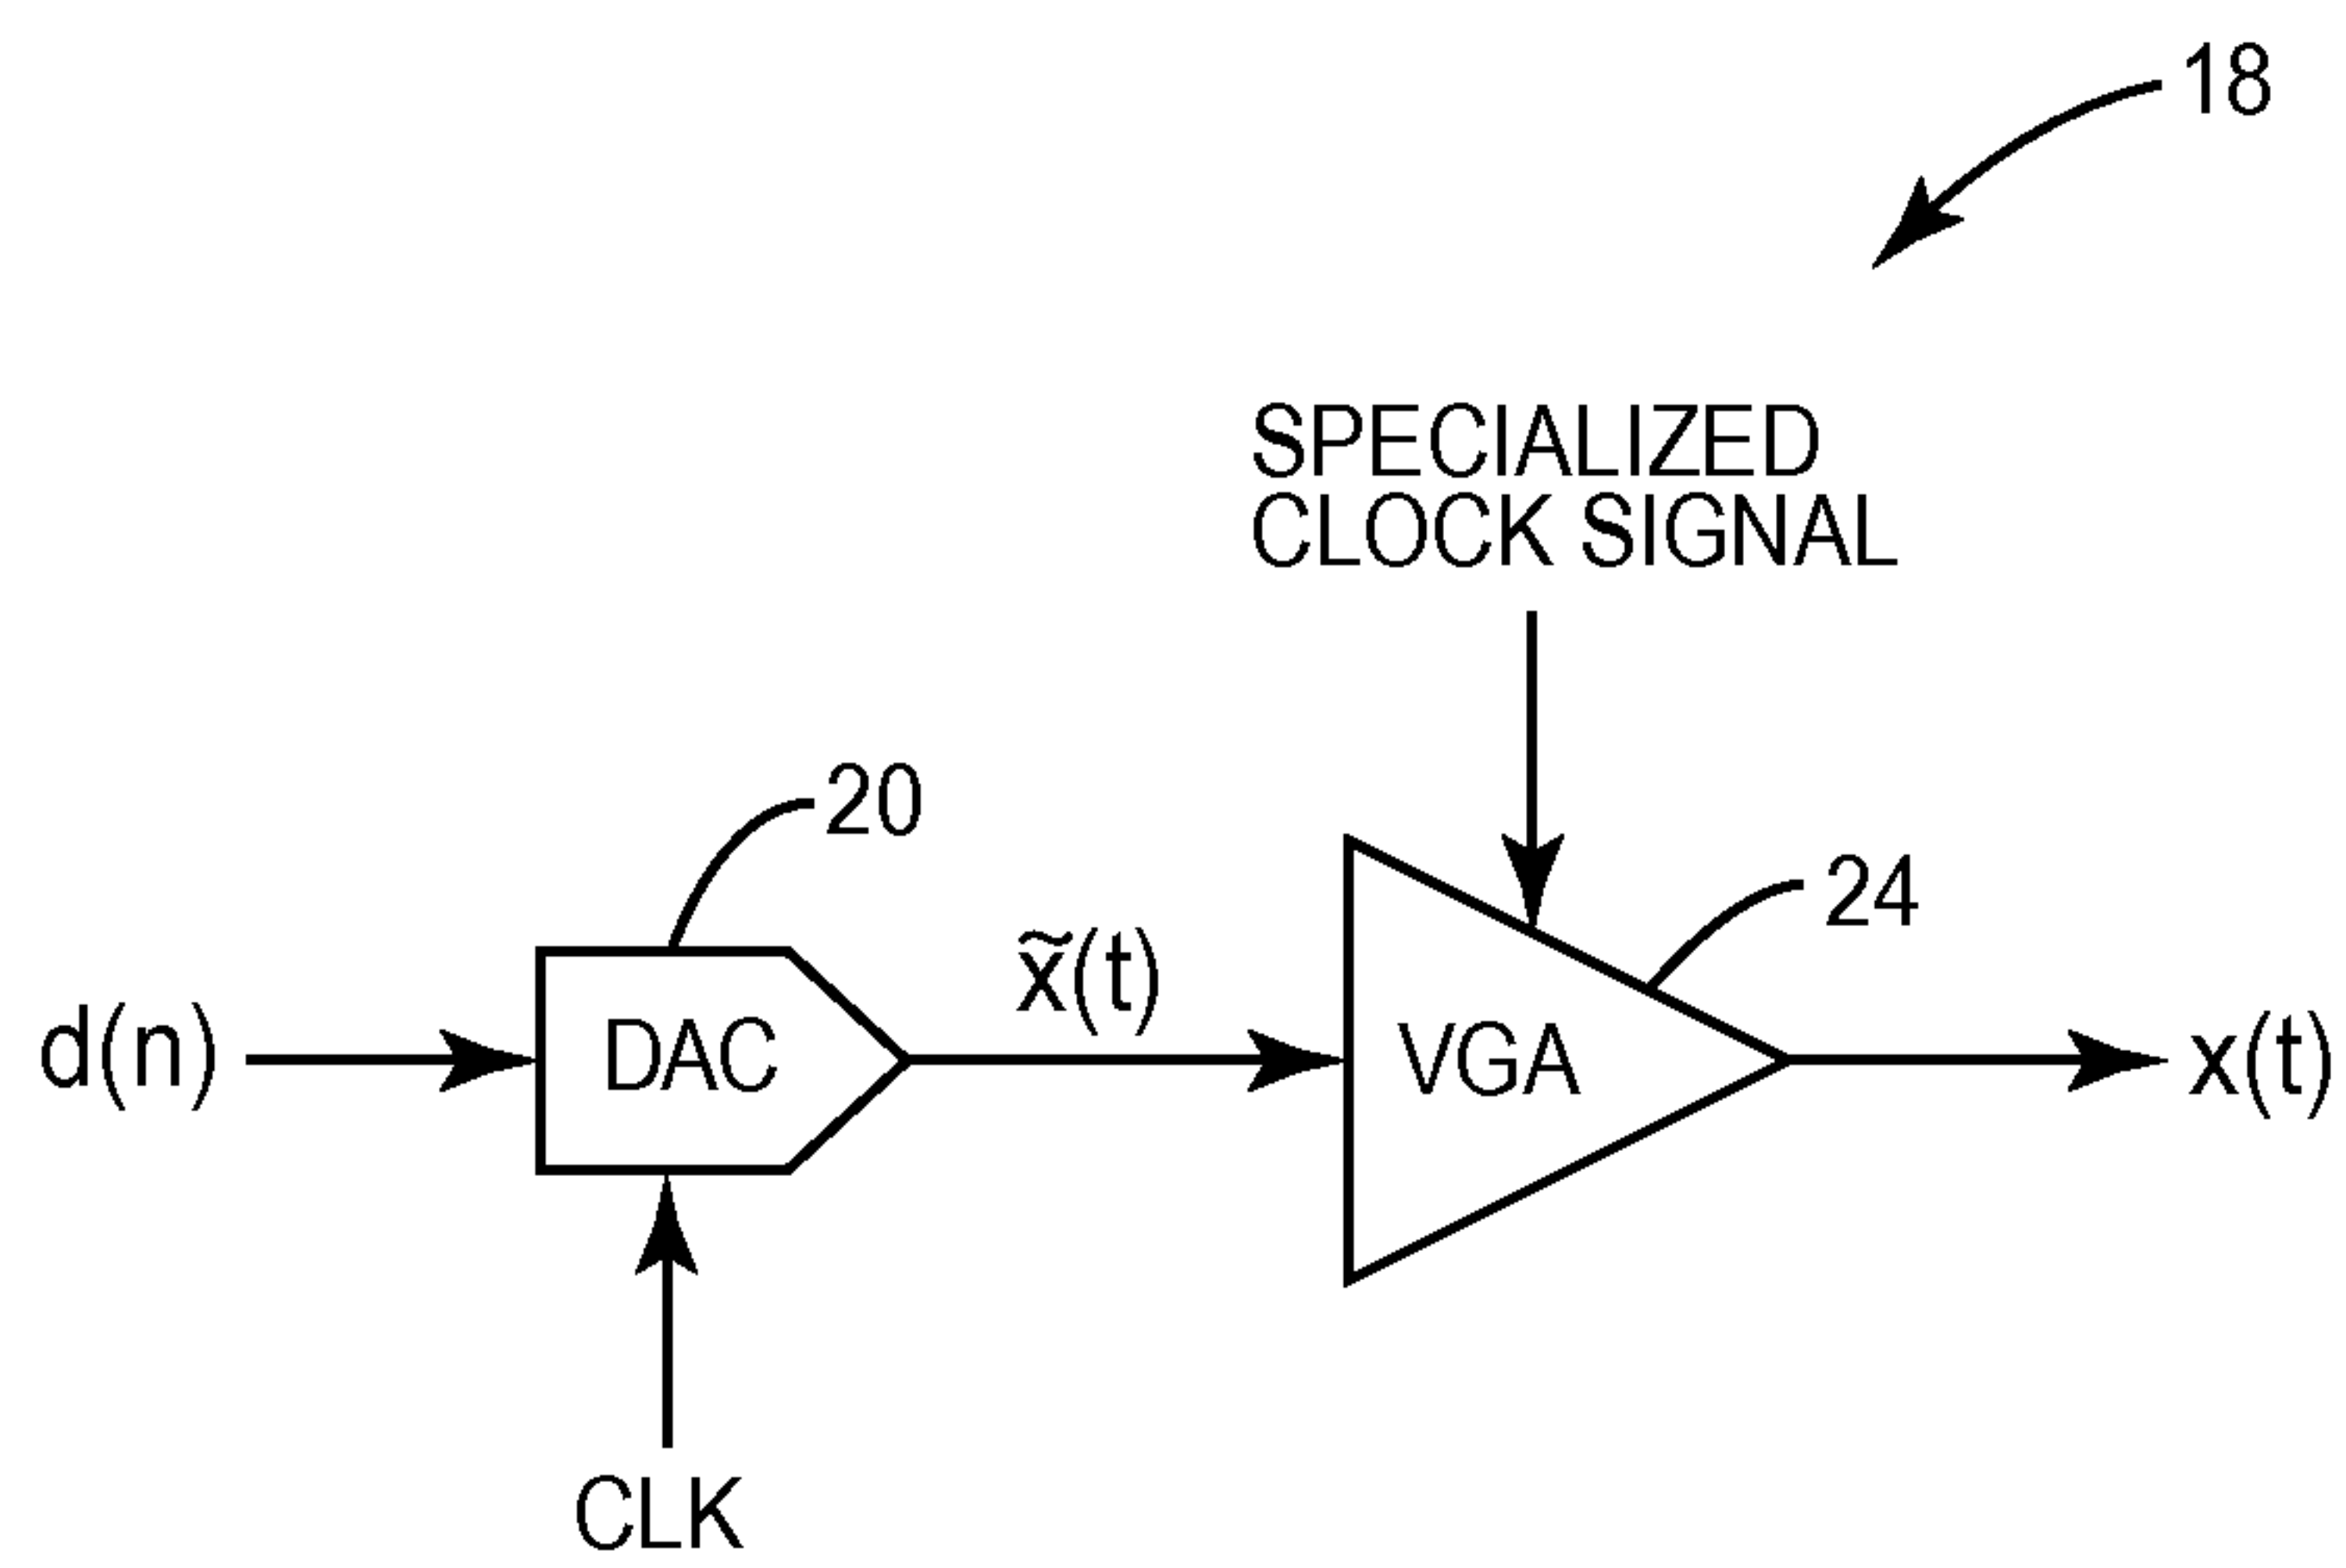 18
SPECIALIZED
CLOCK SIGNAL
20
24
x̃(t)
d(n)
DAC
VGA
x(t)
CLK